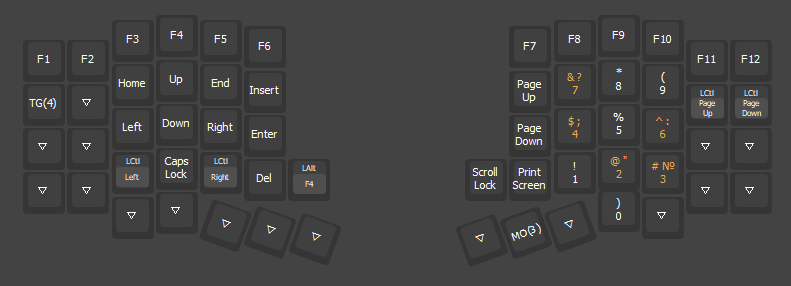 F1 F2 F3 F4 F5 F6 F7 F8 F9 F10 F11 F12
TG(4) ▽ Home Up End Insert Page Up & ? 7 * 8 ( 9 LCtl Page Up LCtl Page Down
▽ ▽ Left Down Right Enter Page Down $ ; 4 % 5 ^ : 6 ▽ ▽
▽ ▽ LCtl Left Caps Lock LCtl Right Del LAlt F4 Scroll Lock Print Screen ! 1 @ " 2 # № 3 ▽ ▽
▽ ▽ ▽ ▽ ▽ ▽ MO(3) ▽ ) 0 ▽